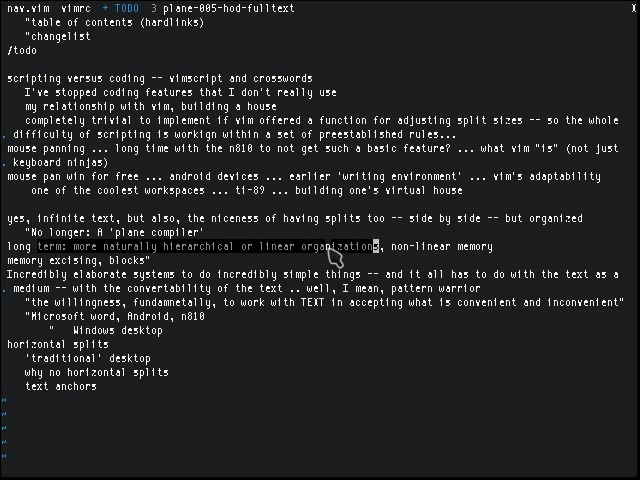 nav.vim  vimrc  + TODO  3 plane-005-hod-fulltext X
"table of contents (hardlinks)
"changelist
/todo
scripting versus coding -- vimscript and crosswords
I've stopped coding features that I don't really use
my relationship with vim, building a house
completely trivial to implement if vim offered a function for adjusting split sizes -- so the whole
. difficulty of scripting is workign within a set of preestablished rules...
mouse panning ... long time with the n810 to not get such a basic feature? ... what vim "is" (not just
. keyboard ninjas)
mouse pan win for free ... android devices ... earlier 'writing environment' ... vim's adaptability
one of the coolest workspaces ... ti-89 ... building one's virtual house
yes, infinite text, but also, the niceness of having splits too -- side by side -- but organized
"No longer: A 'plane compiler'
long term: more naturally hierarchical or linear organizations, non-linear memory
memory excising, blocks"
Incredibly elaborate systems to do incredibly simple things -- and it all has to do with the text as a
. medium -- with the convertability of the text .. well, I mean, pattern warrior
"the willingness, fundamnetally, to work with TEXT in accepting what is convenient and inconvenient"
"Microsoft word, Android, n810
"   Windows desktop
horizontal splits
'traditional' desktop
why no horizontal splits
text anchors
~
~
~
~
~